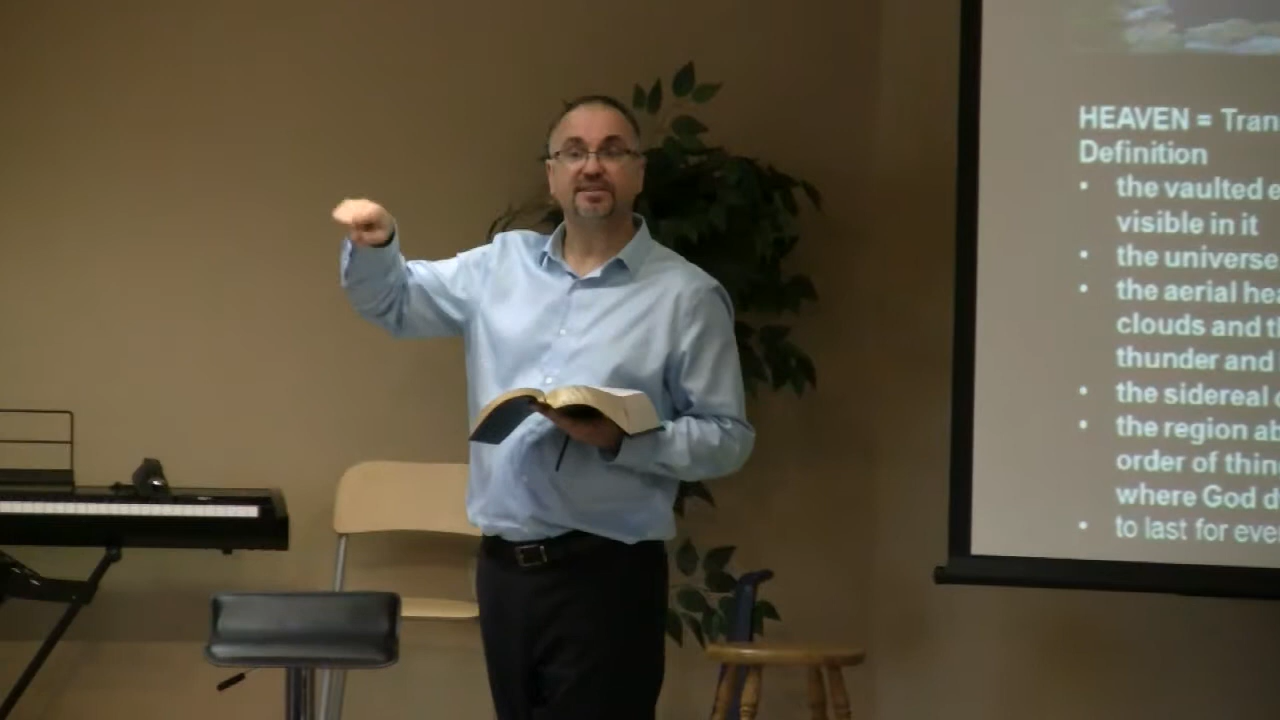 HEAVEN = Tran
Definition
• the vaulted e
visible in it
• the universe
• the aerial hea
clouds and th
thunder and
• the sidereal
• the region ab
order of thin
where God d
• to last for eve